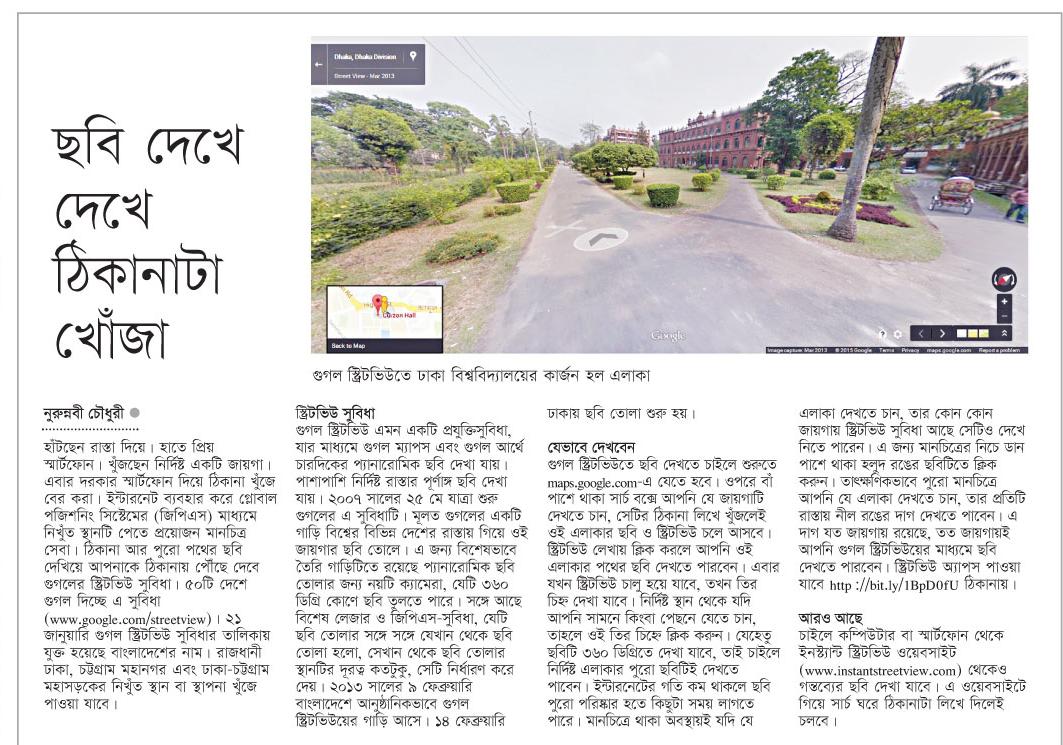 ছবি দেখে
দেখে
ঠিকানাটা
খোঁজা
Dhaka, Dhaka Division
Street View - Mar 2013
Curzon Hall
Back to Map
Google
Image capture: Mar 2013 © 2015 Google Terms Privacy maps.google.com Report a problem
গুগল স্ট্রিটভিউতে ঢাকা বিশ্ববিদ্যালয়ের কার্জন হল এলাকা
নুরুন্নবী চৌধুরী ●
হাঁটছেন রাস্তা দিয়ে। হাতে প্রিয়
স্মার্টফোন। খুঁজছেন নির্দিষ্ট একটি জায়গা।
এবার দরকার স্মার্টফোন দিয়ে ঠিকানা খুঁজে
বের করা। ইন্টারনেট ব্যবহার করে গ্লোবাল
পজিশনিং সিস্টেমের (জিপিএস) মাধ্যমে
নিখুঁত স্থানটি পেতে প্রয়োজন মানচিত্র
সেবা। ঠিকানা আর পুরো পথের ছবি
দেখিয়ে আপনাকে ঠিকানায় পৌঁছে দেবে
গুগলের স্ট্রিটভিউ সুবিধা। ৫০টি দেশে
গুগল দিচ্ছে এ সুবিধা
(www.google.com/streetview)। ২১
জানুয়ারি গুগল স্ট্রিটভিউ সুবিধার তালিকায়
যুক্ত হয়েছে বাংলাদেশের নাম। রাজধানী
ঢাকা, চট্টগ্রাম মহানগর এবং ঢাকা-চট্টগ্রাম
মহাসড়কের নিখুঁত স্থান বা স্থাপনা খুঁজে
পাওয়া যাবে।
স্ট্রিটভিউ সুবিধা
গুগল স্ট্রিটভিউ এমন একটি প্রযুক্তিসুবিধা,
যার মাধ্যমে গুগল ম্যাপস এবং গুগল আর্থে
চারদিকের প্যানারোমিক ছবি দেখা যায়।
পাশাপাশি নির্দিষ্ট রাস্তার পূর্ণাঙ্গ ছবি দেখা
যায়। ২০০৭ সালের ২৫ মে যাত্রা শুরু
গুগলের এ সুবিধাটি। মূলত গুগলের একটি
গাড়ি বিশ্বের বিভিন্ন দেশের রাস্তায় গিয়ে ওই
জায়গার ছবি তোলে। এ জন্য বিশেষভাবে
তৈরি গাড়িটিতে রয়েছে প্যানারোমিক ছবি
তোলার জন্য নয়টি ক্যামেরা, যেটি ৩৬০
ডিগ্রি কোণে ছবি তুলতে পারে। সঙ্গে আছে
বিশেষ লেজার ও জিপিএস-সুবিধা, যেটি
ছবি তোলার সঙ্গে সঙ্গে যেখান থেকে ছবি
তোলা হলো, সেখান থেকে ছবি তোলার
স্থানটির দূরত্ব কতটুকু, সেটি নির্ধারণ করে
দেয়। ২০১৩ সালের ৯ ফেব্রুয়ারি
বাংলাদেশে আনুষ্ঠানিকভাবে গুগল
স্ট্রিটভিউয়ের গাড়ি আসে। ১৪ ফেব্রুয়ারি
ঢাকায় ছবি তোলা শুরু হয়।
যেভাবে দেখবেন
গুগল স্ট্রিটভিউতে ছবি দেখতে চাইলে শুরুতে
maps.google.com-এ যেতে হবে। ওপরে বাঁ
পাশে থাকা সার্চ বক্সে আপনি যে জায়গাটি
দেখতে চান, সেটির ঠিকানা লিখে খুঁজলেই
ওই এলাকার ছবি ও স্ট্রিটভিউ চলে আসবে।
স্ট্রিটভিউ লেখায় ক্লিক করলে আপনি ওই
এলাকার পথের ছবি দেখতে পারবেন। এবার
যখন স্ট্রিটভিউ চালু হয়ে যাবে, তখন তির
চিহ্ন দেখা যাবে। নির্দিষ্ট স্থান থেকে যদি
আপনি সামনে কিংবা পেছনে যেতে চান,
তাহলে ওই তির চিহ্নে ক্লিক করুন। যেহেতু
ছবিটি ৩৬০ ডিগ্রিতে দেখা যাবে, তাই চাইলে
নির্দিষ্ট এলাকার পুরো ছবিটিই দেখতে
পাবেন। ইন্টারনেটের গতি কম থাকলে ছবি
পুরো পরিষ্কার হতে কিছুটা সময় লাগতে
পারে। মানচিত্রে থাকা অবস্থায়ই যদি যে
এলাকা দেখতে চান, তার কোন কোন
জায়গায় স্ট্রিটভিউ সুবিধা আছে সেটিও দেখে
নিতে পারেন। এ জন্য মানচিত্রের নিচে ডান
পাশে থাকা হলুদ রঙের ছবিটিতে ক্লিক
করুন। তাৎক্ষণিকভাবে পুরো মানচিত্রে
আপনি যে এলাকা দেখতে চান, তার প্রতিটি
রাস্তায় নীল রঙের দাগ দেখতে পাবেন। এ
দাগ যত জায়গায় রয়েছে, তত জায়গায়ই
আপনি গুগল স্ট্রিটভিউয়ের মাধ্যমে ছবি
দেখতে পারবেন। স্ট্রিটভিউ অ্যাপস পাওয়া
যাবে http://bit.ly/1BpD0fU ঠিকানায়।
আরও আছে
চাইলে কম্পিউটার বা স্মার্টফোন থেকে
ইনস্ট্যান্ট স্ট্রিটভিউ ওয়েবসাইট
(www.instantstreetview.com) থেকেও
গন্তব্যের ছবি দেখা যাবে। এ ওয়েবসাইটে
গিয়ে সার্চ ঘরে ঠিকানাটা লিখে দিলেই
চলবে।